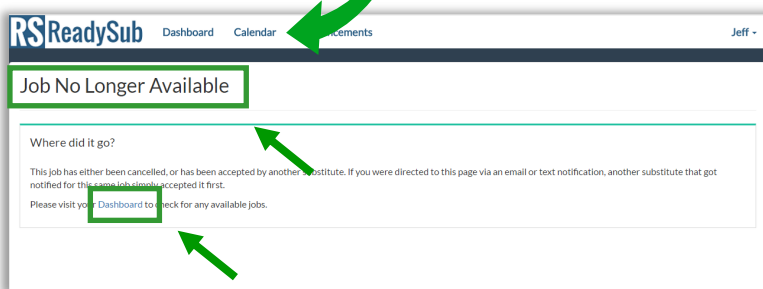 RS ReadySub Dashboard Calendar Jeff
Job No Longer Available
Where did it go?
This job has either been cancelled, or has been accepted by another substitute. If you were directed to this page via an email or text notification, another substitute that got
notified for this same job simply accepted it first.
Please visit your Dashboard to check for any available jobs.